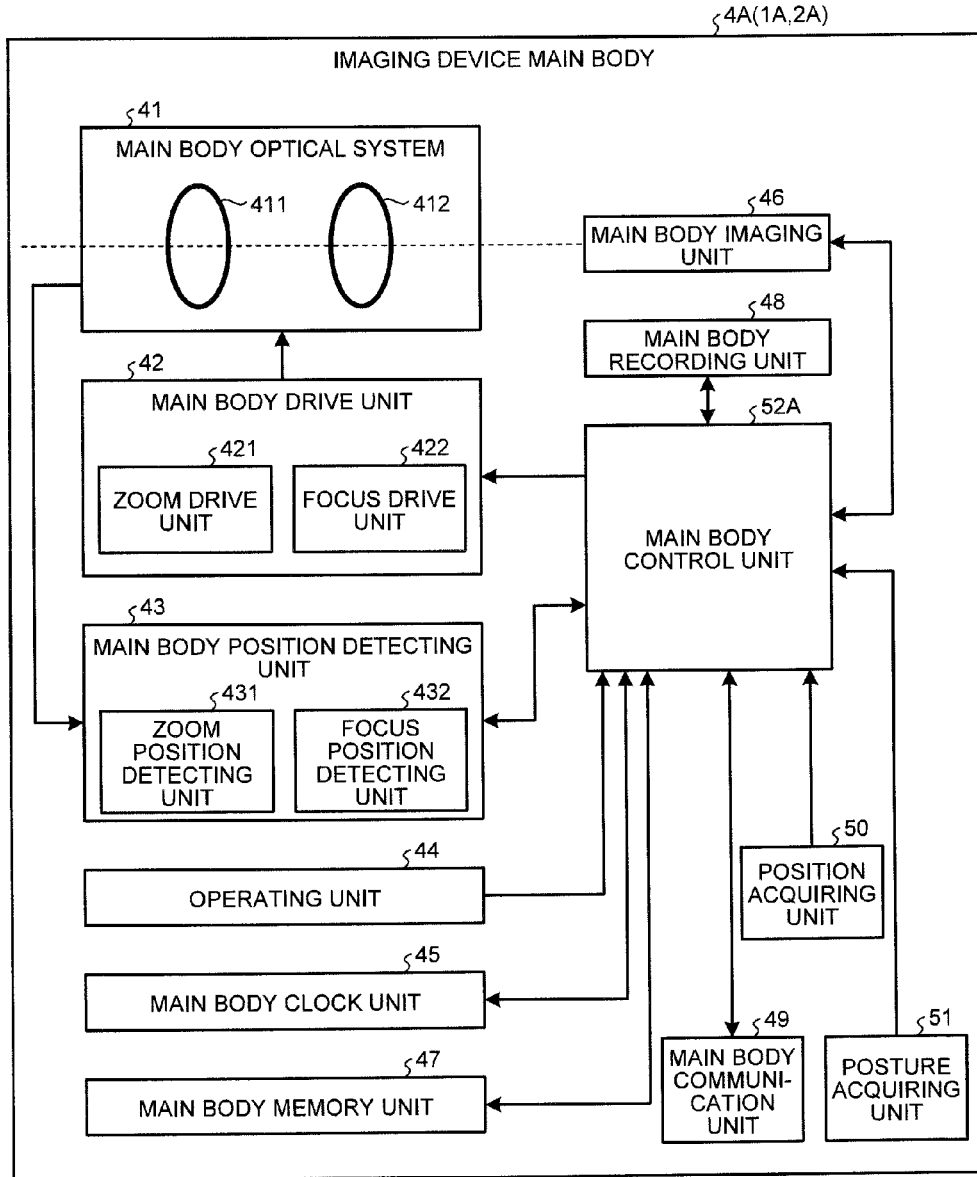 4A(1A,2A)
IMAGING DEVICE MAIN BODY
41
MAIN BODY OPTICAL SYSTEM
411
412
46
MAIN BODY IMAGING
UNIT
48
MAIN BODY
RECORDING UNIT
42
MAIN BODY DRIVE UNIT
421
ZOOM DRIVE
UNIT
422
FOCUS DRIVE
UNIT
52A
MAIN BODY
CONTROL UNIT
43
MAIN BODY POSITION DETECTING
UNIT
431
ZOOM
POSITION
DETECTING
UNIT
432
FOCUS
POSITION
DETECTING
UNIT
44
OPERATING UNIT
50
POSITION
ACQUIRING
UNIT
45
MAIN BODY CLOCK UNIT
47
MAIN BODY MEMORY UNIT
49
MAIN BODY
COMMUNI-
CATION
UNIT
51
POSTURE
ACQUIRING
UNIT